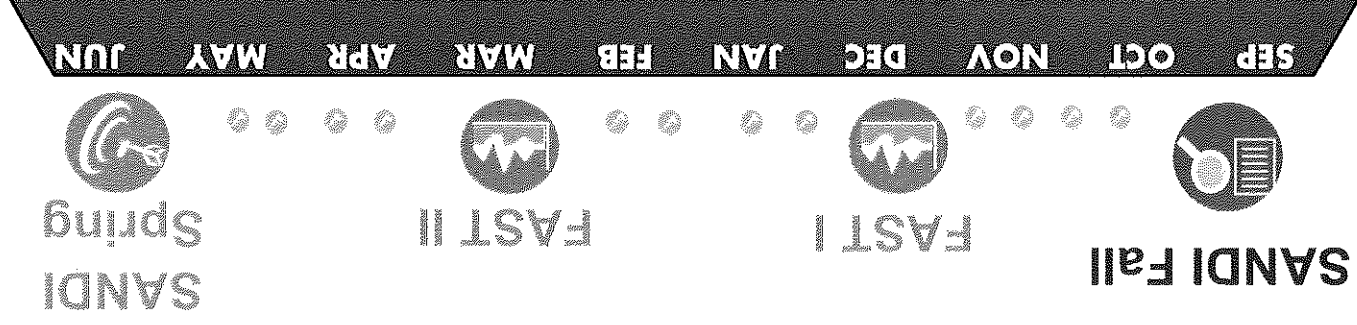 SANDI Fall
FAST I
FAST II
SANDI
Spring
SEP OCT NOV DEC JAN FEB MAR APR MAY JUN